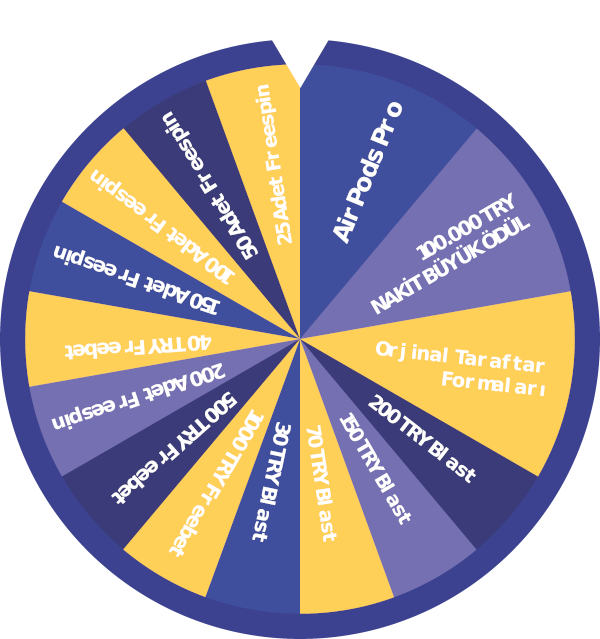 Air Pods Pro
100.000 TRY
NAKİT BÜYÜK ÖDÜL
Orjinal Taraftar
Formaları
200 TRY Blast
150 TRY Blast
70 TRY Blast
30 TRY Blast
1000 TRY Freebet
500 TRY Freebet
200 Adet Freespin
40 TRY Freebet
150 Adet Freespin
100 Adet Freespin
50 Adet Freespin
25 Adet Freespin